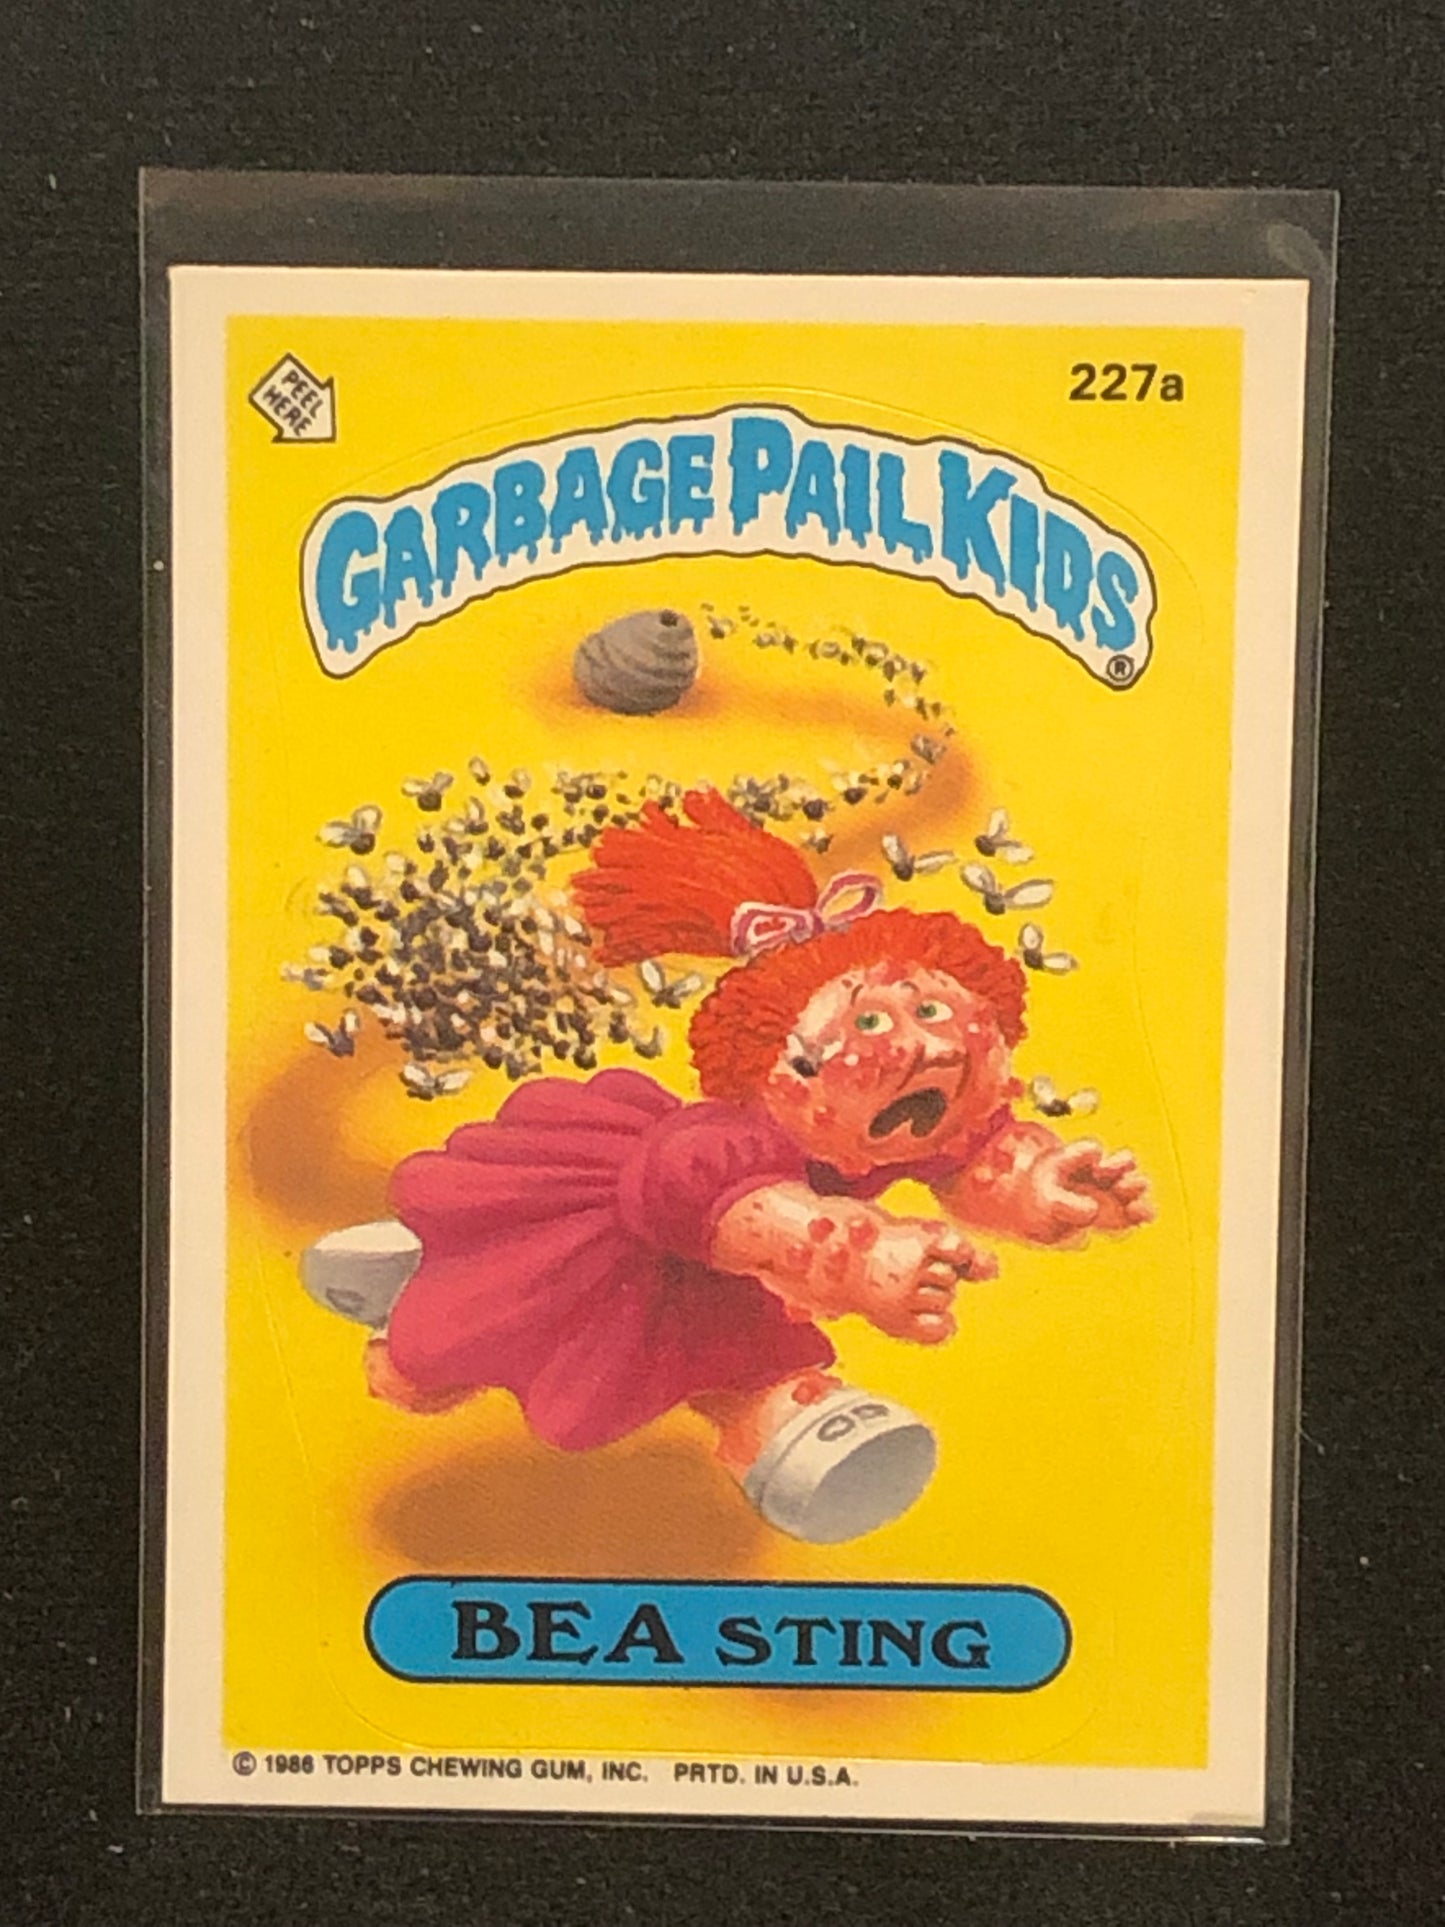 PEEL
HERE
227a
GARBAGE PAIL KIDS
®
BEA STING
© 1986 TOPPS CHEWING GUM, INC. PRTD. IN U.S.A.